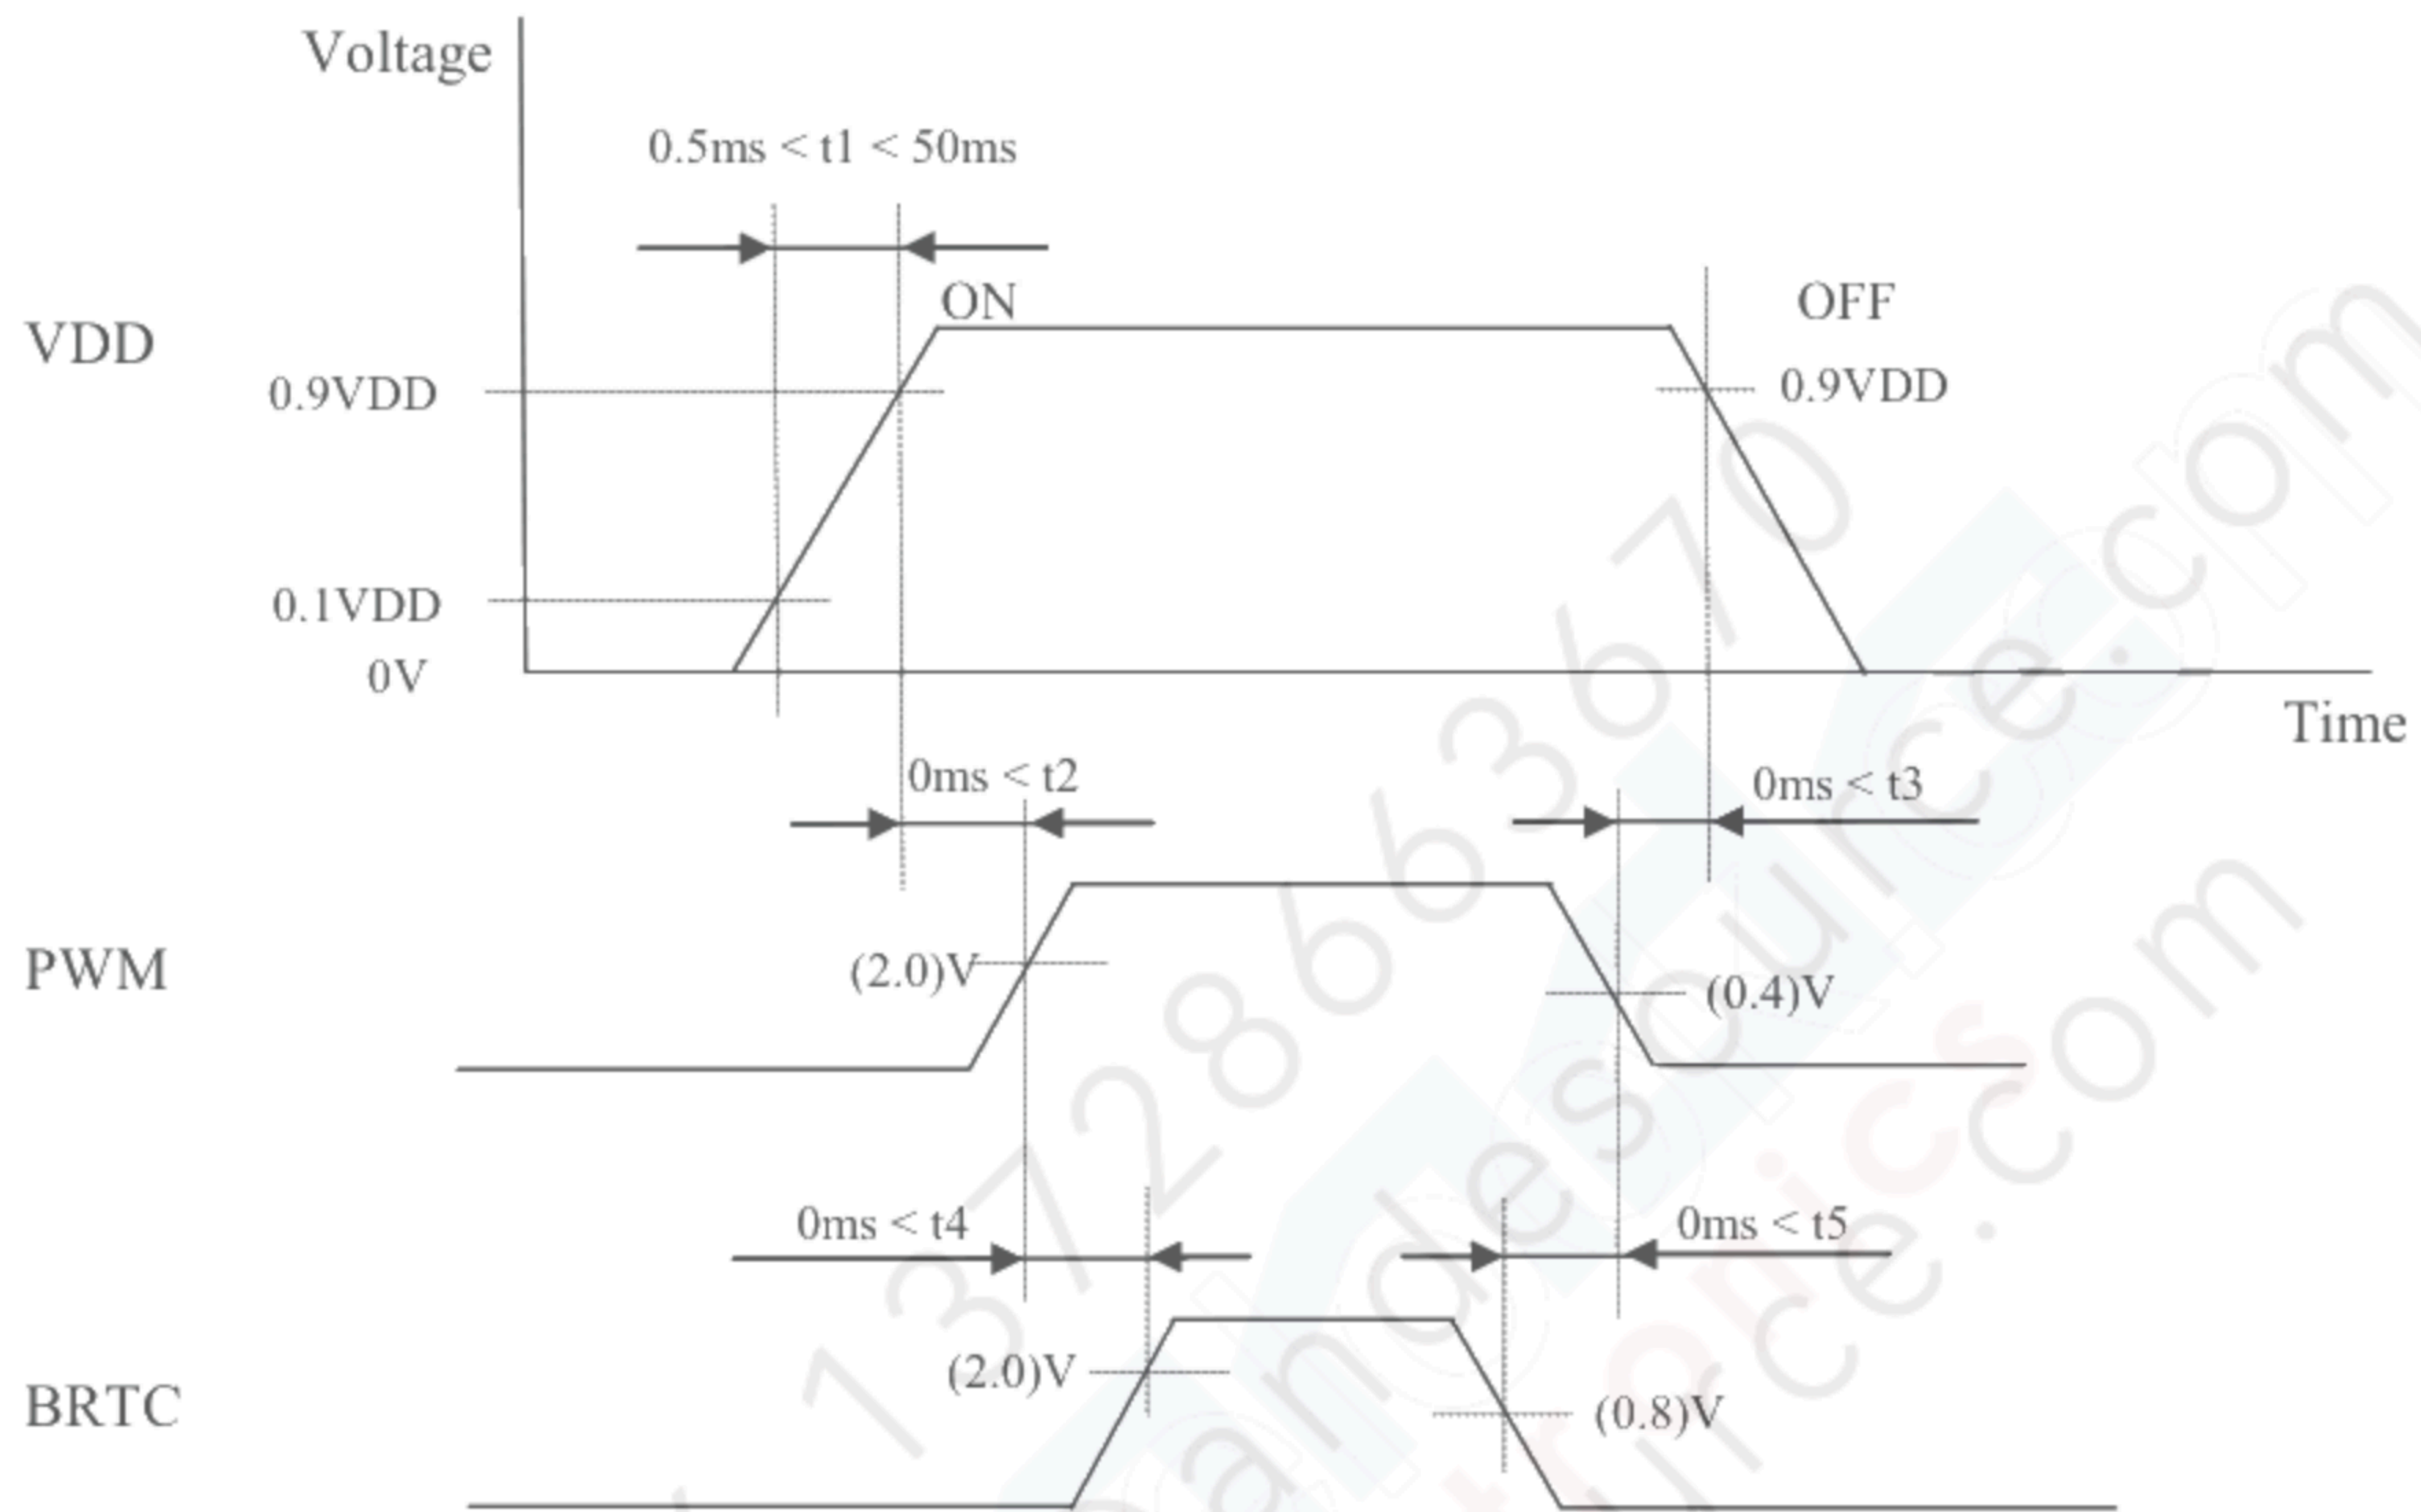 Voltage
0.5ms < t1 < 50ms
ON
OFF
VDD
0.9VDD
0.9VDD
0.1VDD
0V
Time
0ms < t2
0ms < t3
PWM
(2.0)V
(0.4)V
0ms < t4
0ms < t5
(2.0)V
BRTC
(0.8)V